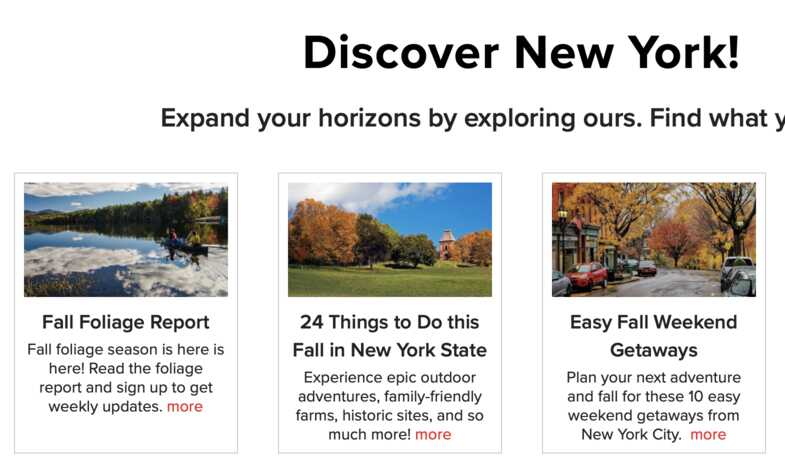 Discover New York!
Expand your horizons by exploring ours. Find what
Fall Foliage Report
Fall foliage season is here is
here! Read the foliage
report and sign up to get
weekly updates. more
24 Things to Do this
Fall in New York State
Experience epic outdoor
adventures, family-friendly
farms, historic sites, and so
much more! more
Easy Fall Weekend
Getaways
Plan your next adventure
and fall for these 10 easy
weekend getaways from
New York City. more